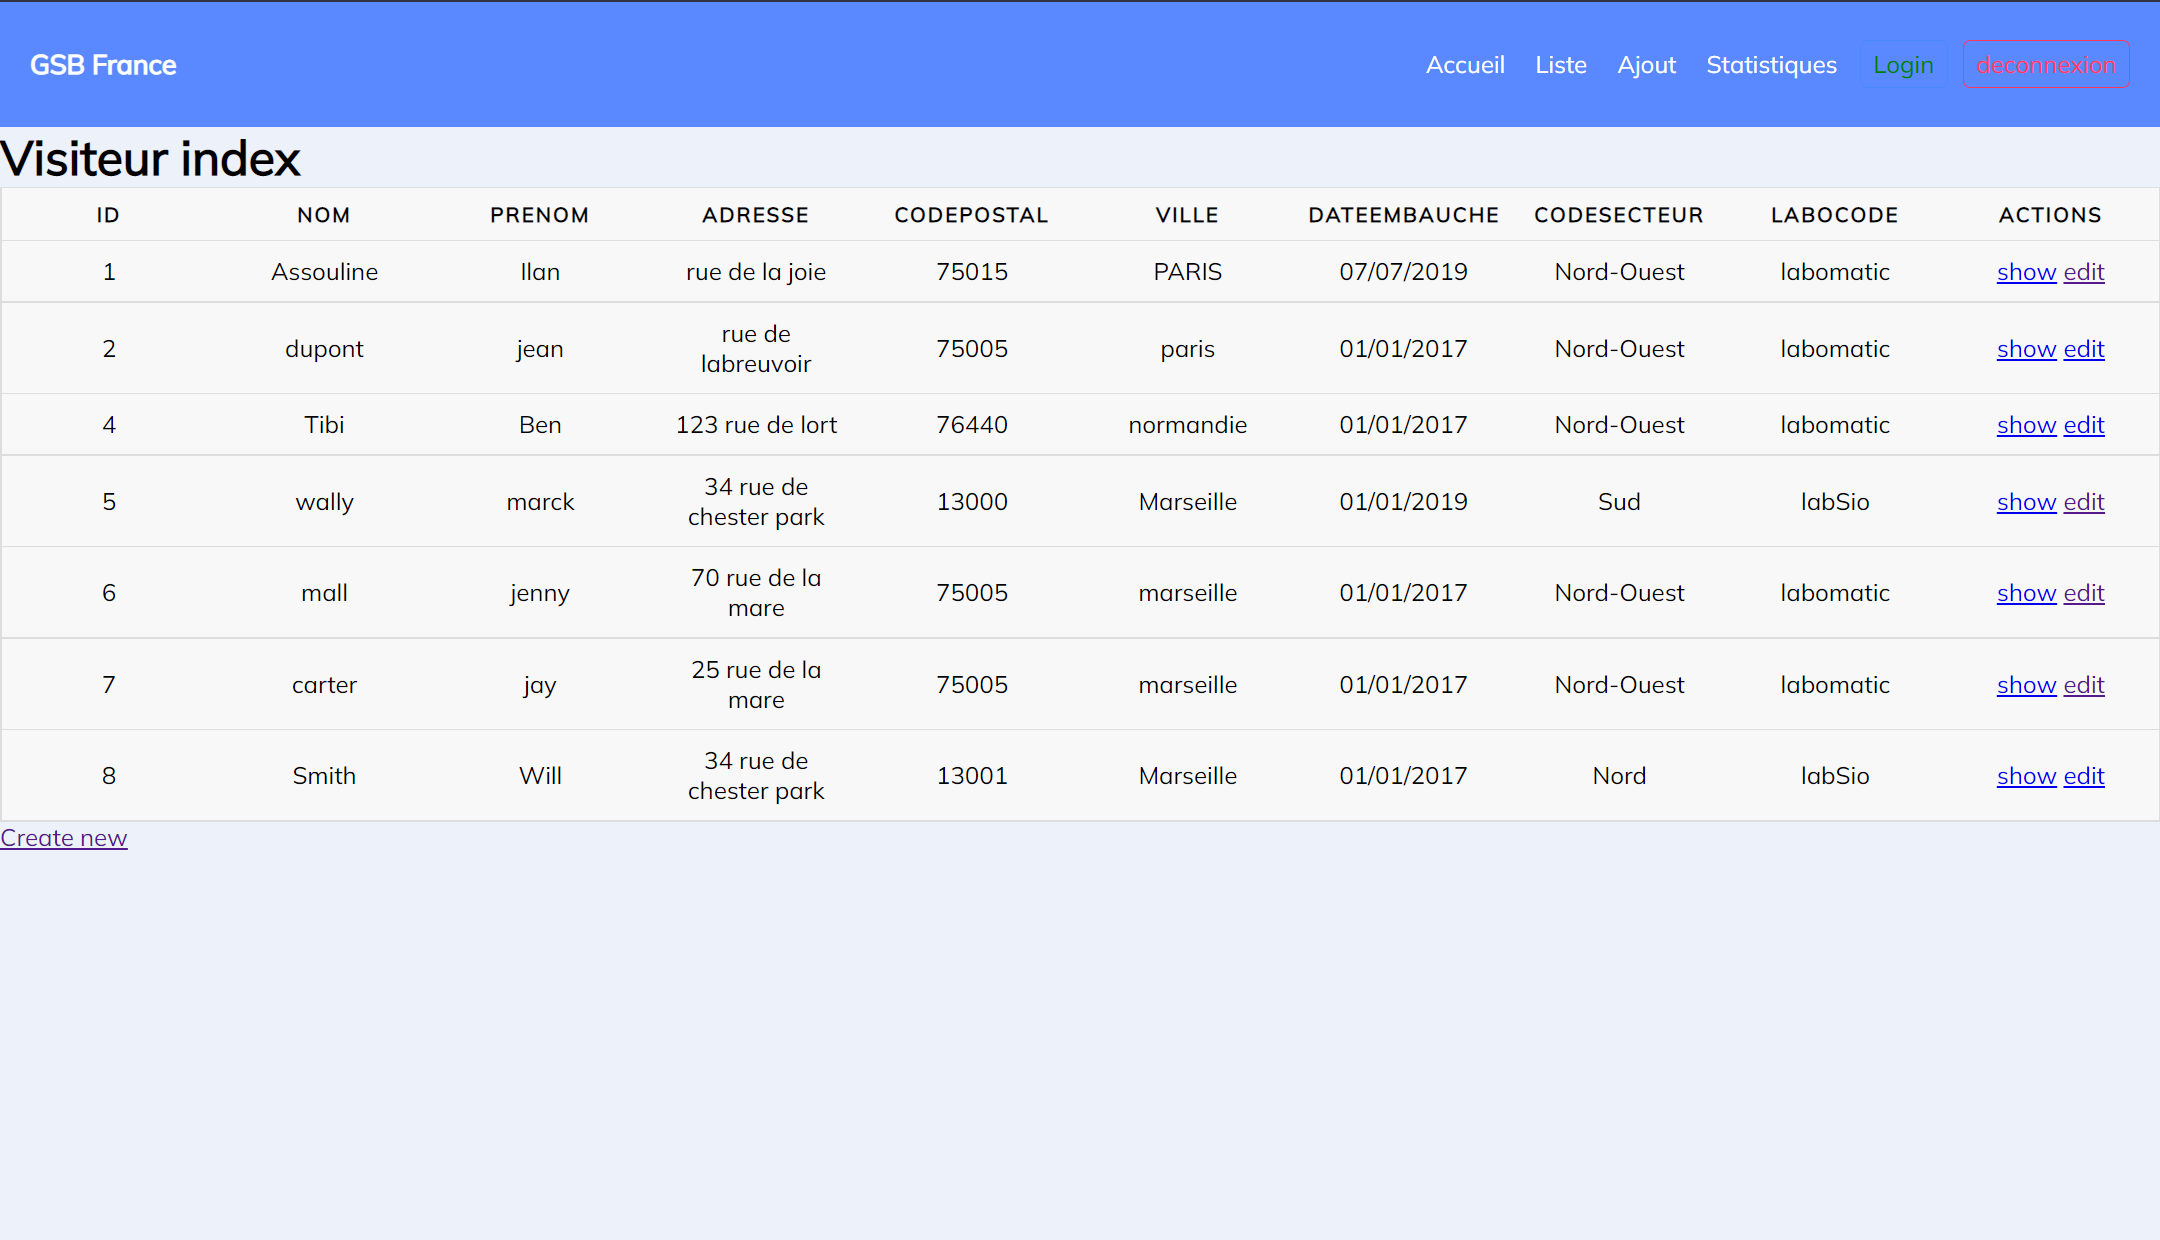 GSB France Accueil Liste Ajout Statistiques Login deconnexion
Visiteur index
ID NOM PRENOM ADRESSE CODEPOSTAL VILLE DATEEMBAUCHE CODESECTEUR LABOCODE ACTIONS
1 Assouline Ilan rue de la joie 75015 PARIS 07/07/2019 Nord-Ouest labomatic show edit
2 dupont jean rue de labreuvoir 75005 paris 01/01/2017 Nord-Ouest labomatic show edit
4 Tibi Ben 123 rue de lort 76440 normandie 01/01/2017 Nord-Ouest labomatic show edit
5 wally marck 34 rue de chester park 13000 Marseille 01/01/2019 Sud labSio show edit
6 mall jenny 70 rue de la mare 75005 marseille 01/01/2017 Nord-Ouest labomatic show edit
7 carter jay 25 rue de la mare 75005 marseille 01/01/2017 Nord-Ouest labomatic show edit
8 Smith Will 34 rue de chester park 13001 Marseille 01/01/2017 Nord labSio show edit
Create new